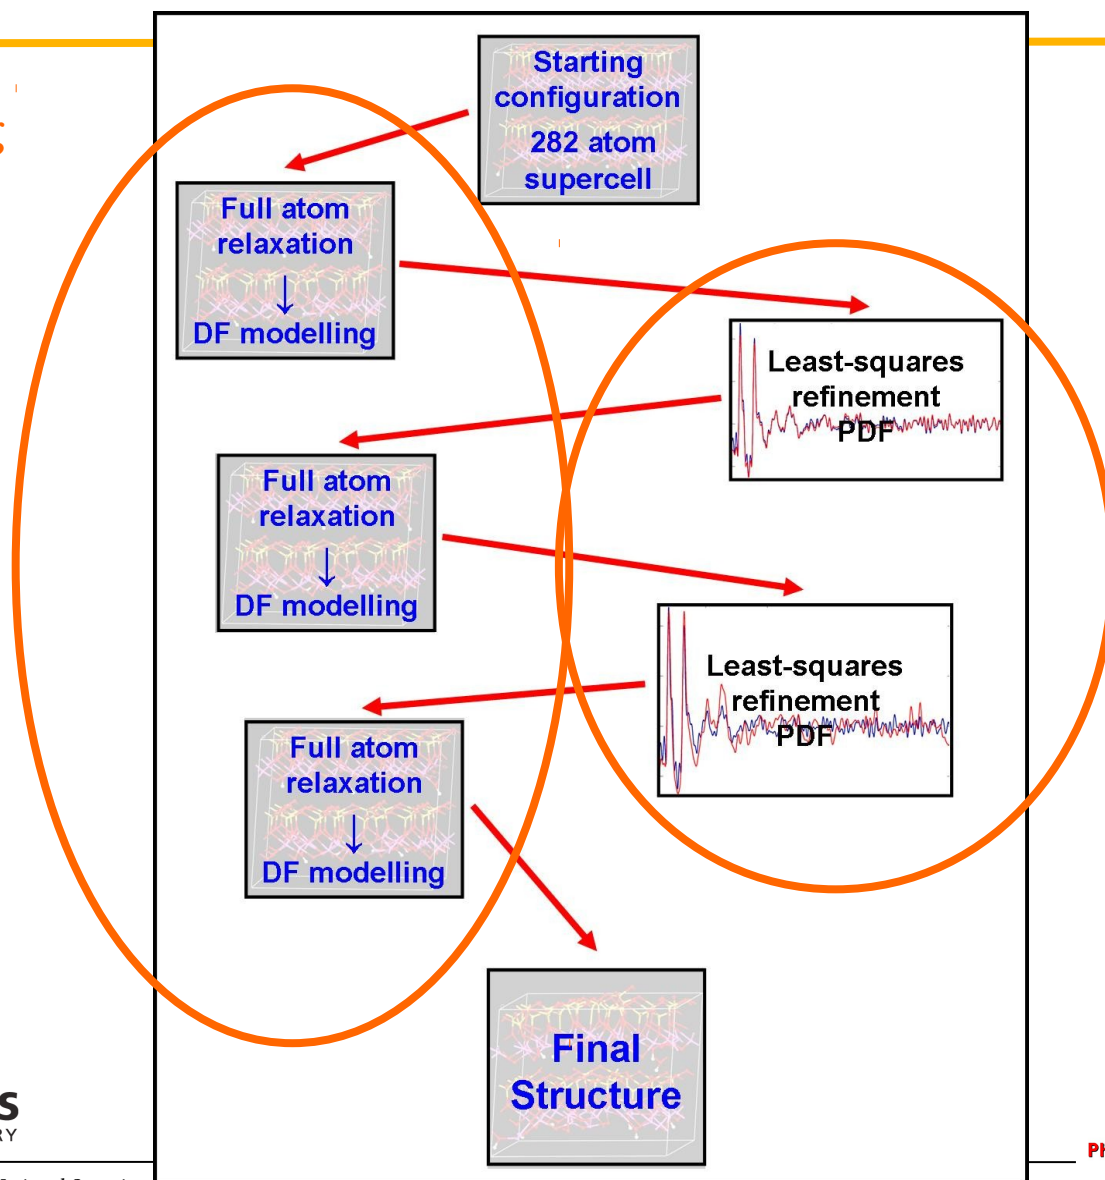 Starting
configuration
282 atom
supercell
Full atom
relaxation
↓
DF modelling
Least-squares
refinement
PDF
Full atom
relaxation
↓
DF modelling
Least-squares
refinement
PDF
Full atom
relaxation
↓
DF modelling
Final
Structure